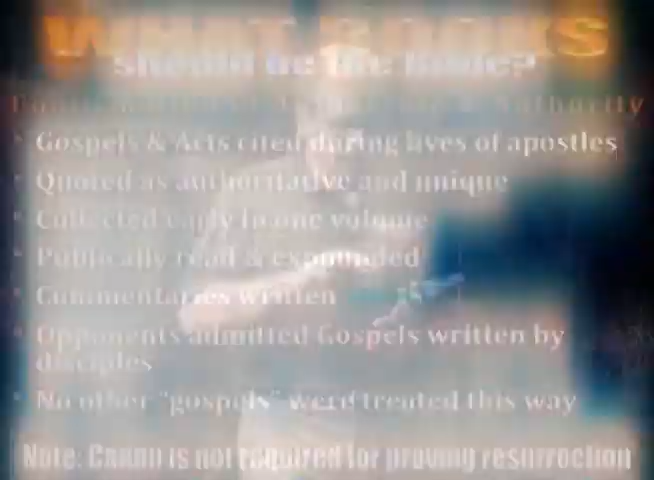 WHAT BOOKS
should be the Bible?
Authority
* Gospels & Acts cited during lives of apostles
* Quoted as authoritative and unique
* Collected early in one volume
* Publically read & expounded
* Commentaries written
* Opponents admitted Gospels written by
disciples
* No other "gospels" were treated this way
Note: Canon is not required for proving resurrection